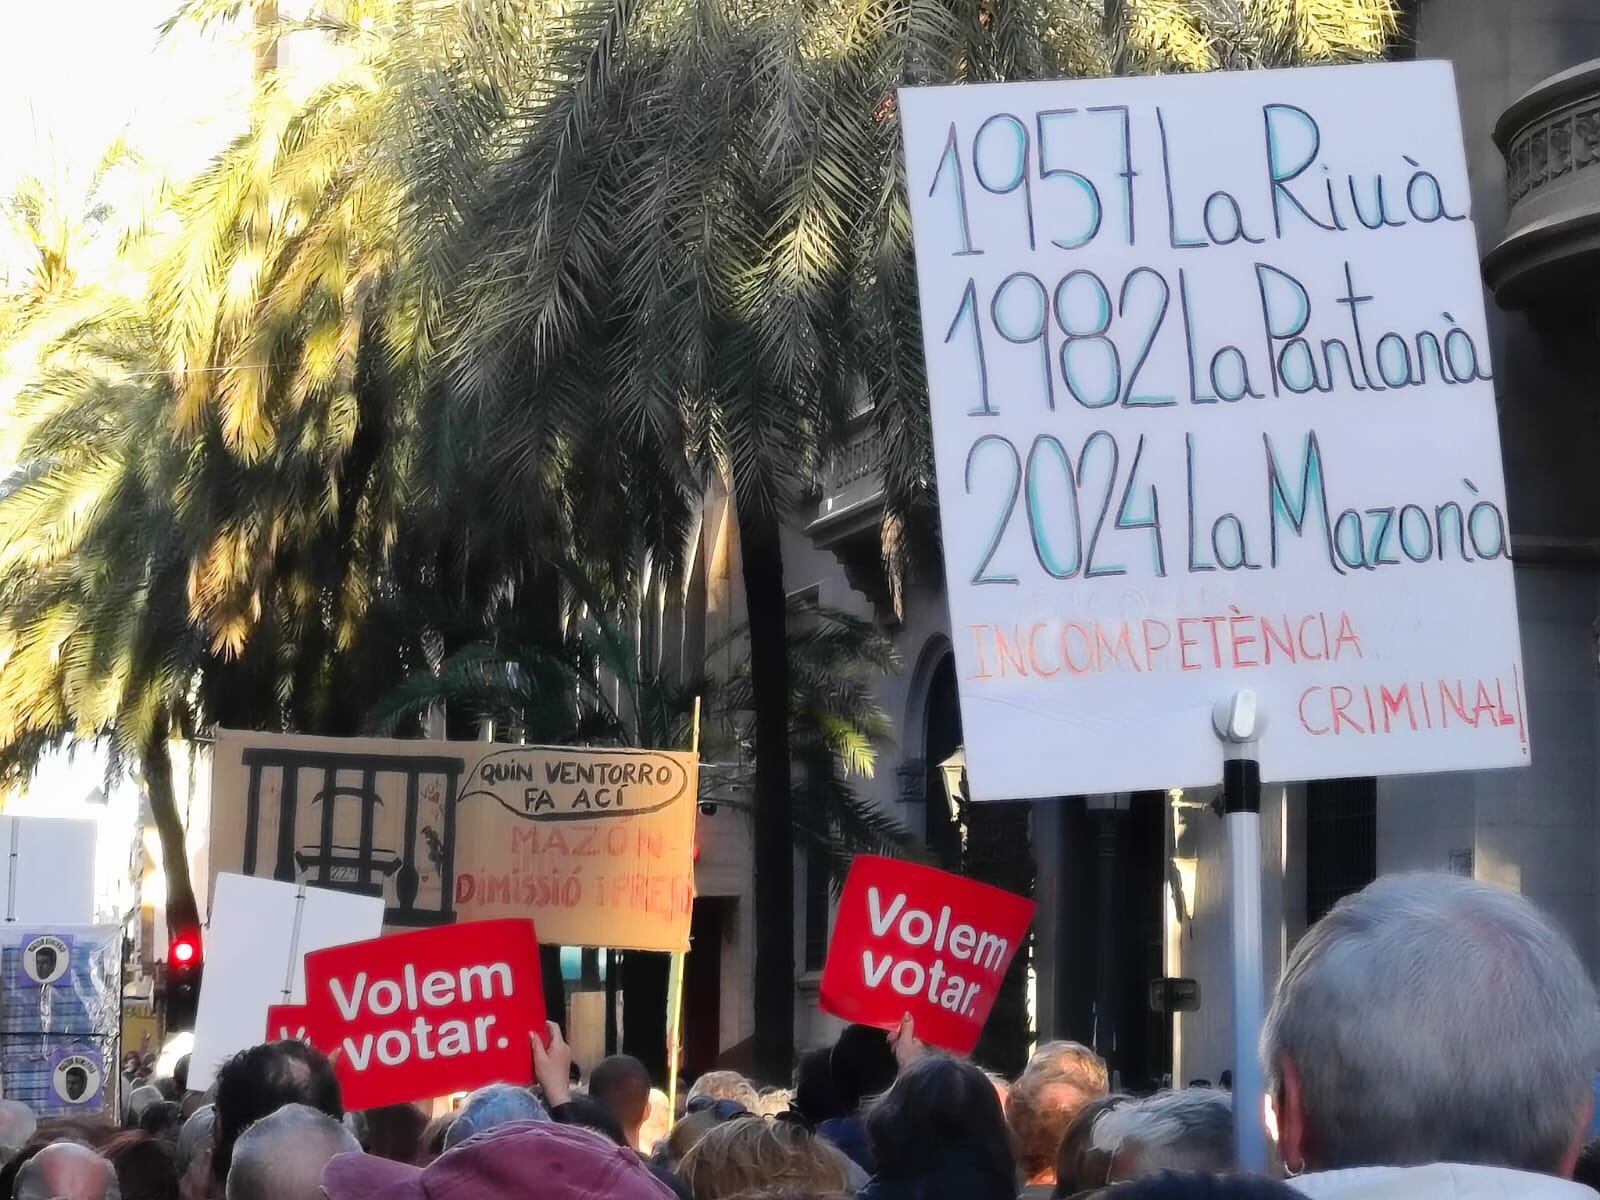 1957 La Riuà
1982 La Pantanà
2024 La Mazonà
INCOMPETÈNCIA
CRIMINAL!
QUIN VENTORRO
FA ACÍ
MAZÓN
DIMISSIÓ I
229
Volem
votar.
Volem
votar.